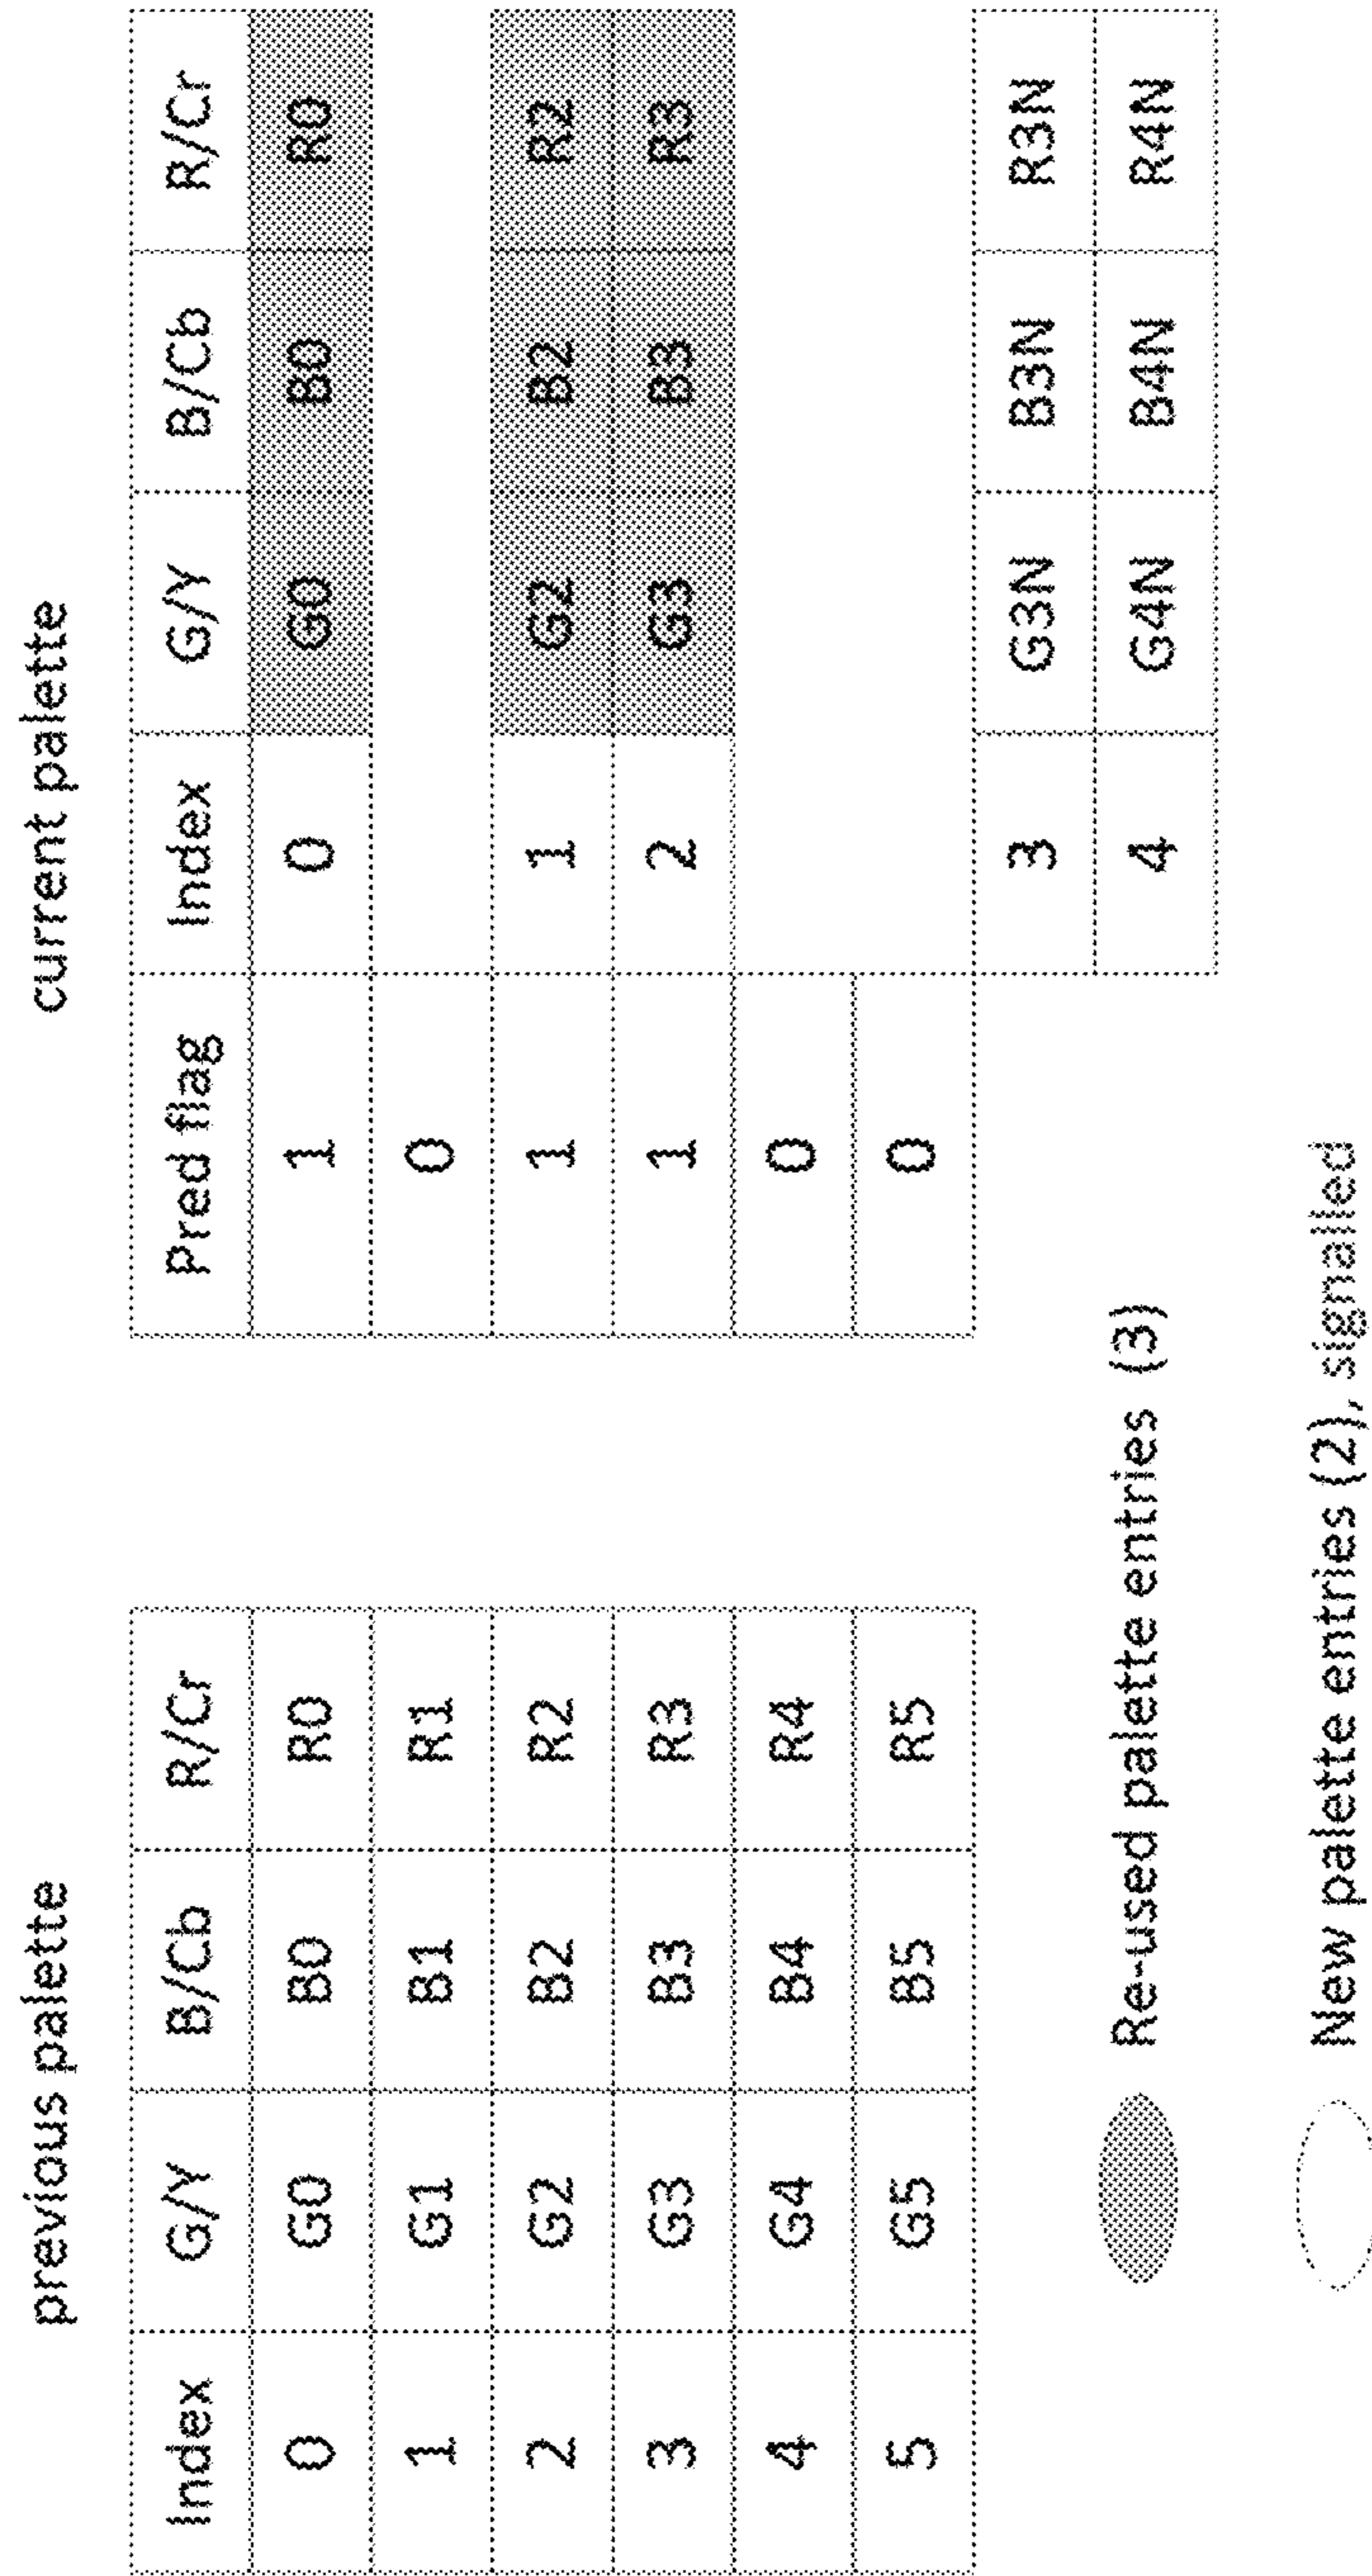 previous palette
Index G/Y B/Cb R/Cr
0 G0 B0 R0
1 G1 B1 R1
2 G2 B2 R2
3 G3 B3 R3
4 G4 B4 R4
5 G5 B5 R5
current palette
Pred flag Index G/Y B/Cb R/Cr
1 0 G0 B0 R0
0
1 1 G2 B2 R2
1 2 G3 B3 R3
0
0
3 G3N B3N R3N
4 G4N B4N R4N
Re-used palette entries (3)
New palette entries (2), signalled